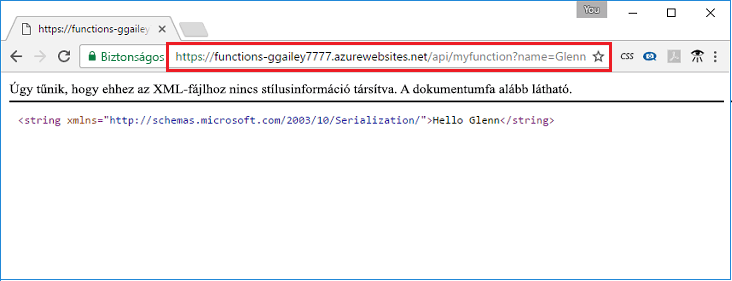 You
https://functions-ggailey
Biztonságos https://functions-ggailey7777.azurewebsites.net/api/myfunction?name=Glenn CSS
Úgy tűnik, hogy ehhez az XML-fájlhoz nincs stílusinformáció társítva. A dokumentumfa alább látható.
<string xmlns="http://schemas.microsoft.com/2003/10/Serialization/">Hello Glenn</string>